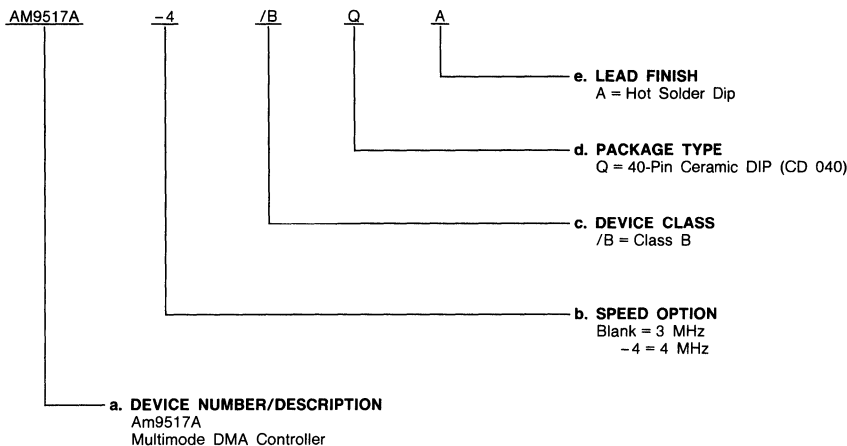 AM9517A -4 /B Q A
e. LEAD FINISH
A = Hot Solder Dip
d. PACKAGE TYPE
Q = 40-Pin Ceramic DIP (CD 040)
c. DEVICE CLASS
/B = Class B
b. SPEED OPTION
Blank = 3 MHz
-4 = 4 MHz
a. DEVICE NUMBER/DESCRIPTION
Am9517A
Multimode DMA Controller